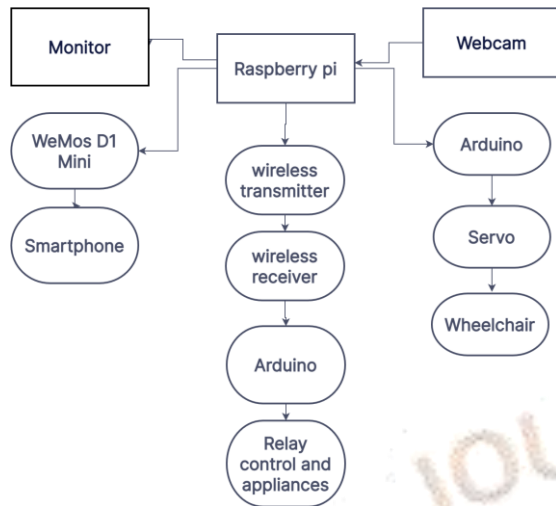 Monitor
Raspberry pi
Webcam
WeMos D1
Mini
wireless
transmitter
Arduino
Smartphone
wireless
receiver
Servo
Arduino
Wheelchair
Relay
control and
appliances